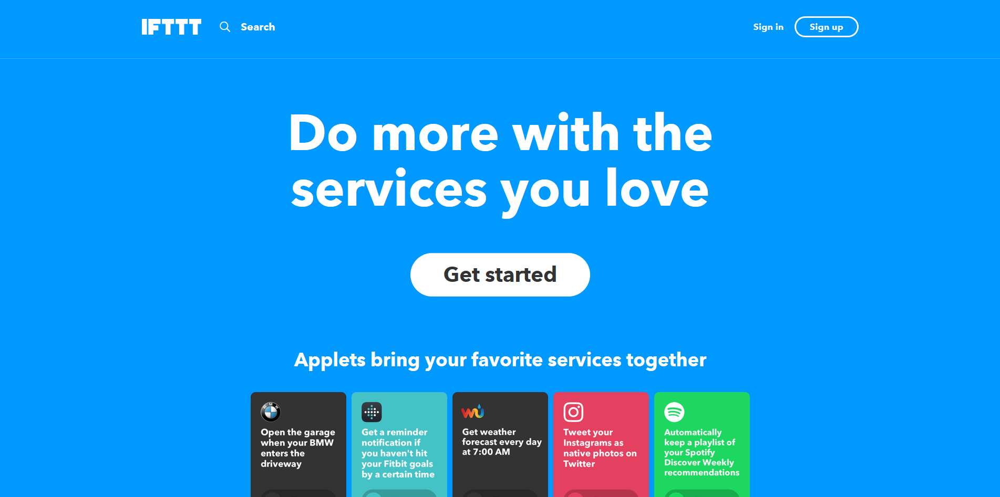 IFTTT
Search
Sign in
Sign up
Do more with the
services you love
Get started
Applets bring your favorite services together
BMW
Open the garage
when your BMW
enters the
driveway
Get a reminder
notification if
you haven't hit
your Fitbit goals
by a certain time
wu
Get weather
forecast every day
at 7:00 AM
Tweet your
Instagrams as
native photos on
Twitter
Automatically
keep a playlist of
your Spotify
Discover Weekly
recommendations